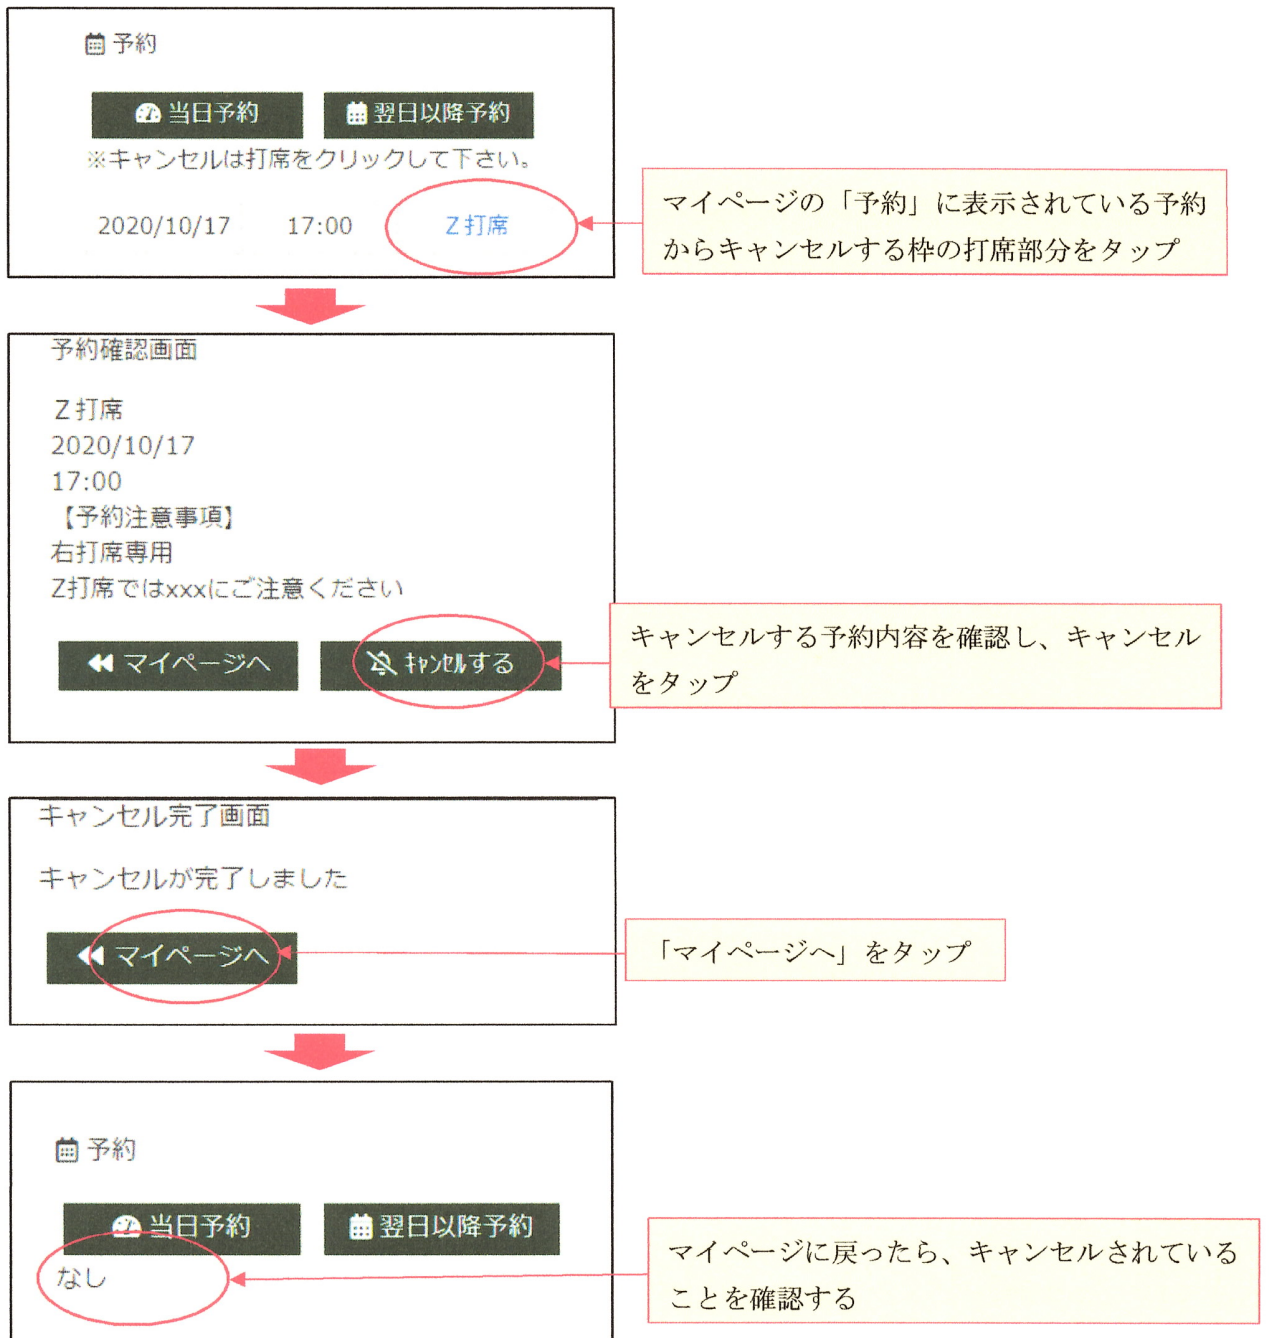 予約
当日予約 翌日以降予約
※キャンセルは打席をクリックして下さい。
2020/10/17 17:00 Z打席
マイページの「予約」に表示されている予約
からキャンセルする枠の打席部分をタップ
予約確認画面
Z打席
2020/10/17
17:00
【予約注意事項】
右打席専用
Z打席ではxxxにご注意ください
マイページへ ｷｬﾝｾﾙする
キャンセルする予約内容を確認し、キャンセル
をタップ
キャンセル完了画面
キャンセルが完了しました
マイページへ
「マイページへ」をタップ
予約
当日予約 翌日以降予約
なし
マイページに戻ったら、キャンセルされている
ことを確認する